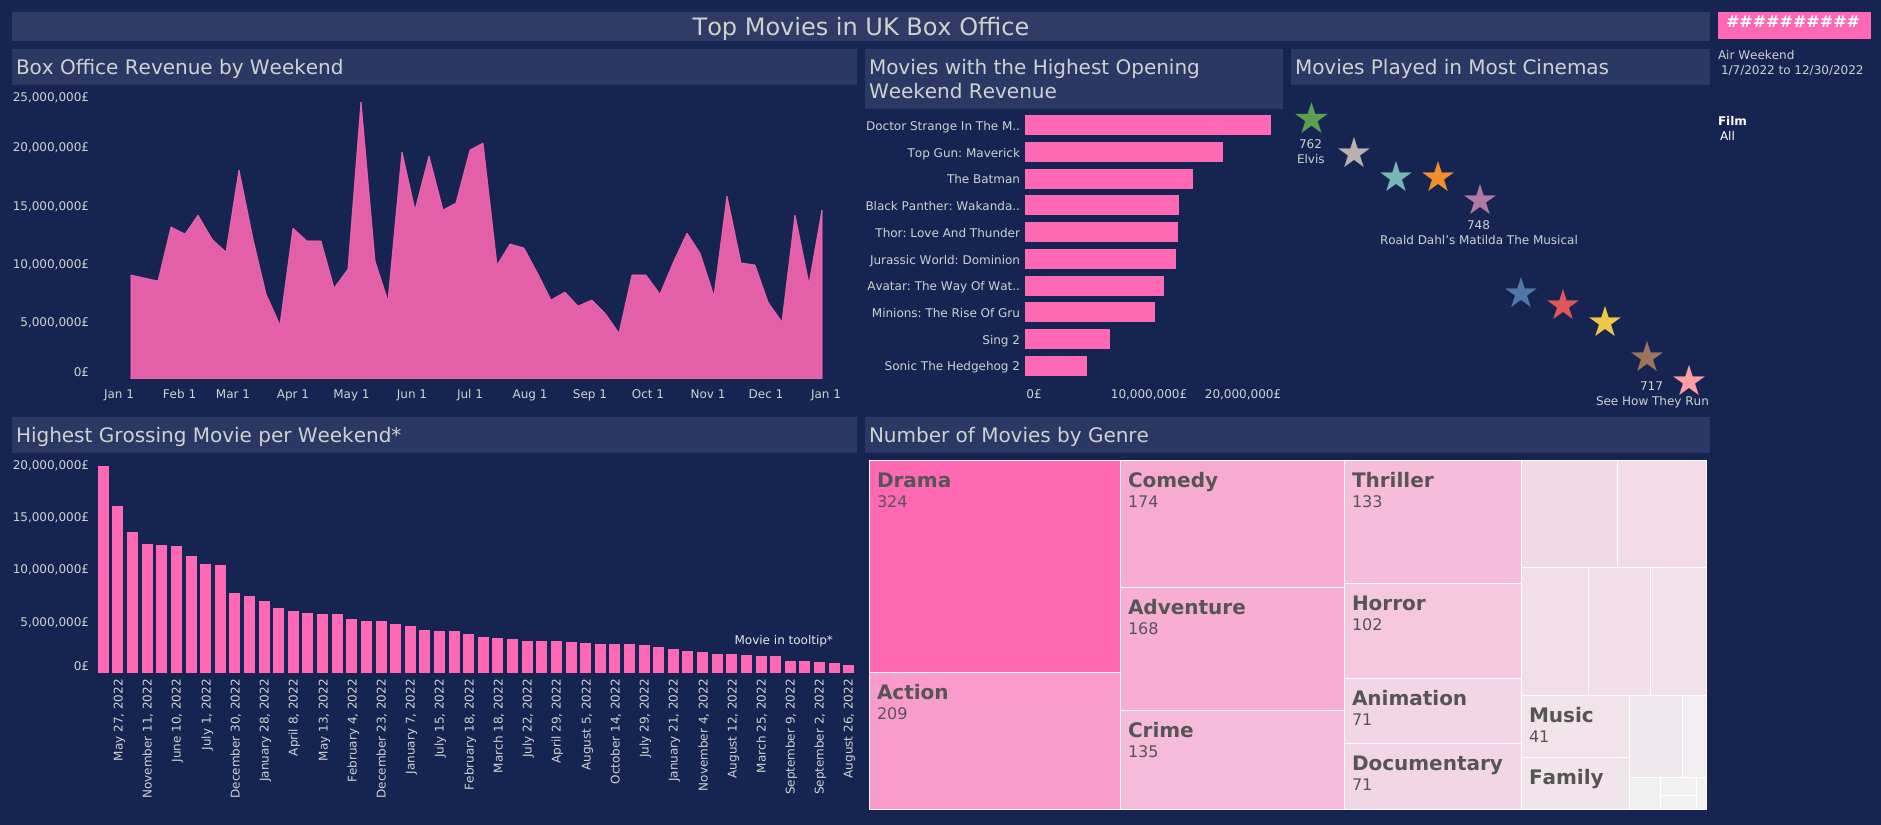 Top Movies in UK Box Office
##########
Air Weekend
1/7/2022 to 12/30/2022
Film
All
Box Office Revenue by Weekend
25,000,000£
20,000,000£
15,000,000£
10,000,000£
5,000,000£
0£
Jan 1 Feb 1 Mar 1 Apr 1 May 1 Jun 1 Jul 1 Aug 1 Sep 1 Oct 1 Nov 1 Dec 1 Jan 1
Movies with the Highest Opening
Weekend Revenue
Doctor Strange In The M..
Top Gun: Maverick
The Batman
Black Panther: Wakanda..
Thor: Love And Thunder
Jurassic World: Dominion
Avatar: The Way Of Wat..
Minions: The Rise Of Gru
Sing 2
Sonic The Hedgehog 2
0£ 10,000,000£ 20,000,000£
Movies Played in Most Cinemas
762
Elvis
748
Roald Dahl’s Matilda The Musical
717
See How They Run
Highest Grossing Movie per Weekend*
20,000,000£
15,000,000£
10,000,000£
5,000,000£
0£
Movie in tooltip*
May 27, 2022
November 11, 2022
June 10, 2022
July 1, 2022
December 30, 2022
January 28, 2022
April 8, 2022
May 13, 2022
February 4, 2022
December 23, 2022
January 7, 2022
July 15, 2022
February 18, 2022
March 18, 2022
July 22, 2022
April 29, 2022
August 5, 2022
October 14, 2022
July 29, 2022
January 21, 2022
November 4, 2022
August 12, 2022
March 25, 2022
September 9, 2022
September 2, 2022
August 26, 2022
Number of Movies by Genre
Drama
324
Action
209
Comedy
174
Adventure
168
Crime
135
Thriller
133
Horror
102
Animation
71
Documentary
71
Music
41
Family